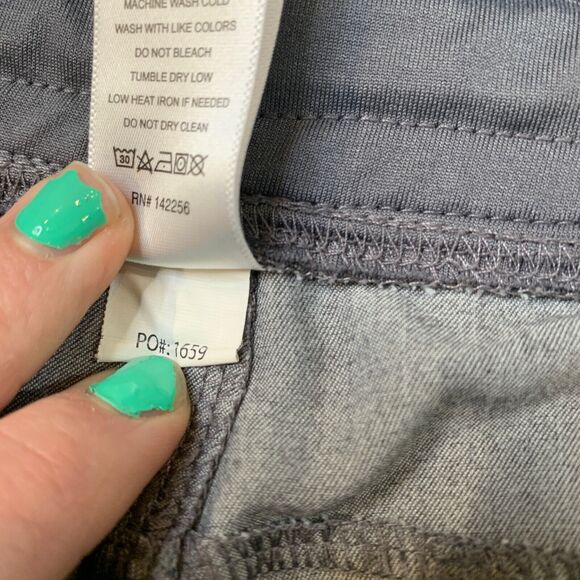 MACHINE WASH COLD
WASH WITH LIKE COLORS
DO NOT BLEACH
TUMBLE DRY LOW
LOW HEAT IRON IF NEEDED
DO NOT DRY CLEAN
30
RN# 142256
PO#: 1659